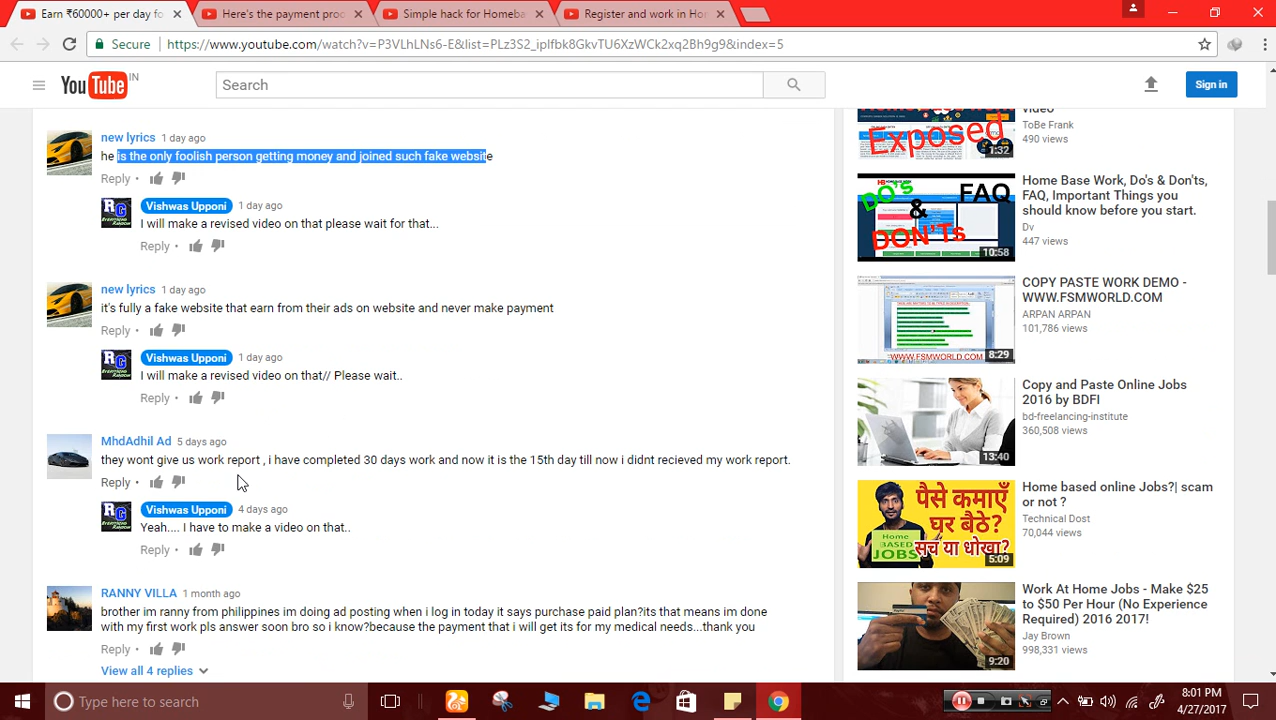 Earn ₹60000+ per day fo
Here's the payment proc
Simple hack for Homeba
Register and work in Hom
Secure
https://www.youtube.com/watch?v=P3VLhLNs6-E&list=PLz3S2_ipIfbk8GkvTU6XzWCk2xq2Bh9g9&index=5
YouTube IN
Search
Sign in
new lyrics 1 day ago
he is the only foolish person getting money and joined such fake website
Reply
Vishwas Upponi 1 day ago
I will make a revised video on that please wait for that...
Reply
new lyrics 1 day ago
it's fully a fake website they earn from their ads on website and never make payment
Reply
Vishwas Upponi 1 day ago
I will make a revised video on that// Please wait..
Reply
MhdAdhil Ad 5 days ago
they wont give us work report , i have completed 30 days work and now it is the 15th day till now i didnt recieved my work report.
Reply
Vishwas Upponi 4 days ago
Yeah.... I have to make a video on that..
Reply
RANNY VILLA 1 month ago
brother im ranny from philippines im doing ad posting when i log in today it says purchase paid plan?its that means im done
with my first work pls answer soon bro so i know?because the payment that i will get its for my medical needs...thank you
Reply
View all 4 replies
Exposed
1:32
video
ToBe Frank
490 views
DO's
&
DON'Ts
FAQ
10:58
Home Base Work, Do's & Don'ts,
FAQ, Important Things you
should know before you start.
Dv
447 views
WWW.FSMWORLD.COM
8:29
COPY PASTE WORK DEMO -
WWW.FSMWORLD.COM
ARPAN ARPAN
101,786 views
13:40
Copy and Paste Online Jobs
2016 by BDFI
bd-freelancing-institute
360,508 views
पैसे कमाएँ
घर बैठे?
HOME
BASED
JOBS
सच या धोखा?
5:09
Home based online Jobs?| scam
or not ?
Technical Dost
70,044 views
9:20
Work At Home Jobs - Make $25
to $50 Per Hour (No Experience
Required) 2016 2017!
Jay Brown
998,331 views
Type here to search
8:01 PM
4/27/2017